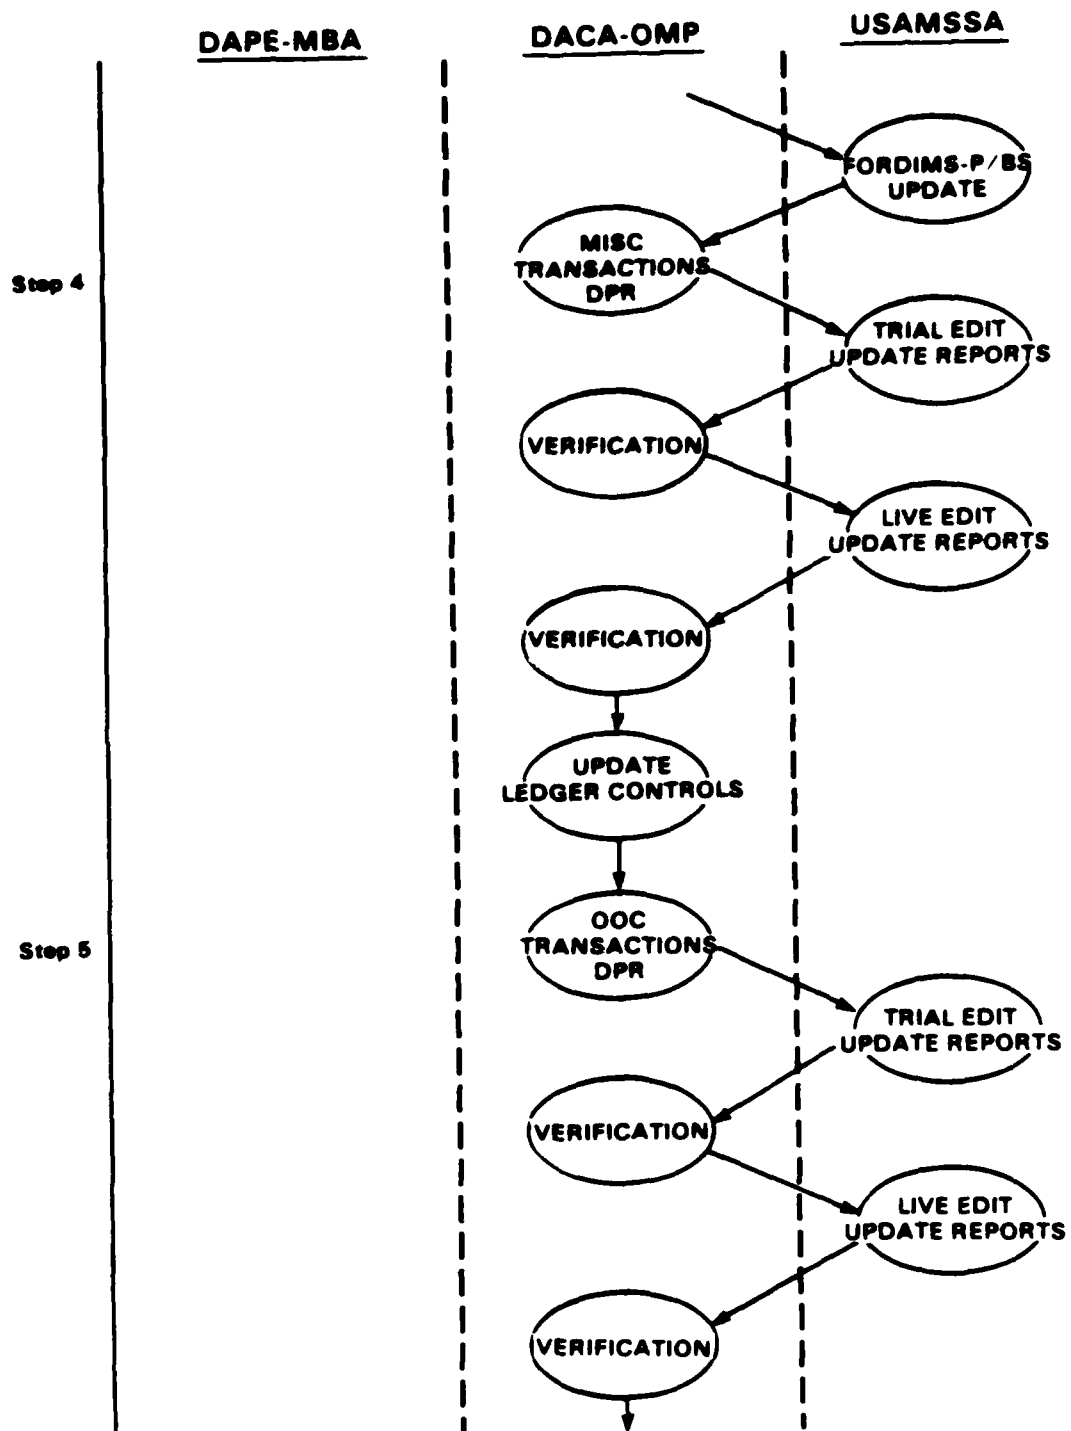 DAPE-MBA
DACA-OMP
USAMSSA
FORDIMS-P/BS
UPDATE
Step 4
MISC
TRANSACTIONS
DPR
TRIAL EDIT
UPDATE REPORTS
VERIFICATION
LIVE EDIT
UPDATE REPORTS
VERIFICATION
UPDATE
LEDGER CONTROLS
Step 5
OOC
TRANSACTIONS
DPR
TRIAL EDIT
UPDATE REPORTS
VERIFICATION
LIVE EDIT
UPDATE REPORTS
VERIFICATION